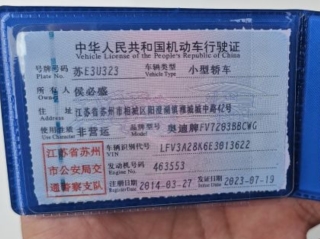 中华人民共和国机动车行驶证
Vehicle License of the People's Republic of China
号牌号码 苏E3U323 车辆类型 小型轿车
Plate No. Vehicle Type
所有人 侯必盛
Owner
住址 江苏省苏州市相城区阳澄湖镇湘城城中路42号
使用性质 非营运 品牌型号 奥迪牌FV7203BBCWG
Use Character Model
车辆识别代号 LFV3A28K6E3013622
VIN
发动机号码 463553
Engine No.
注册日期 2014-03-27 发证日期 2023-07-19
Register Date Issue Date
江苏省苏州
市公安局交
通警察支队